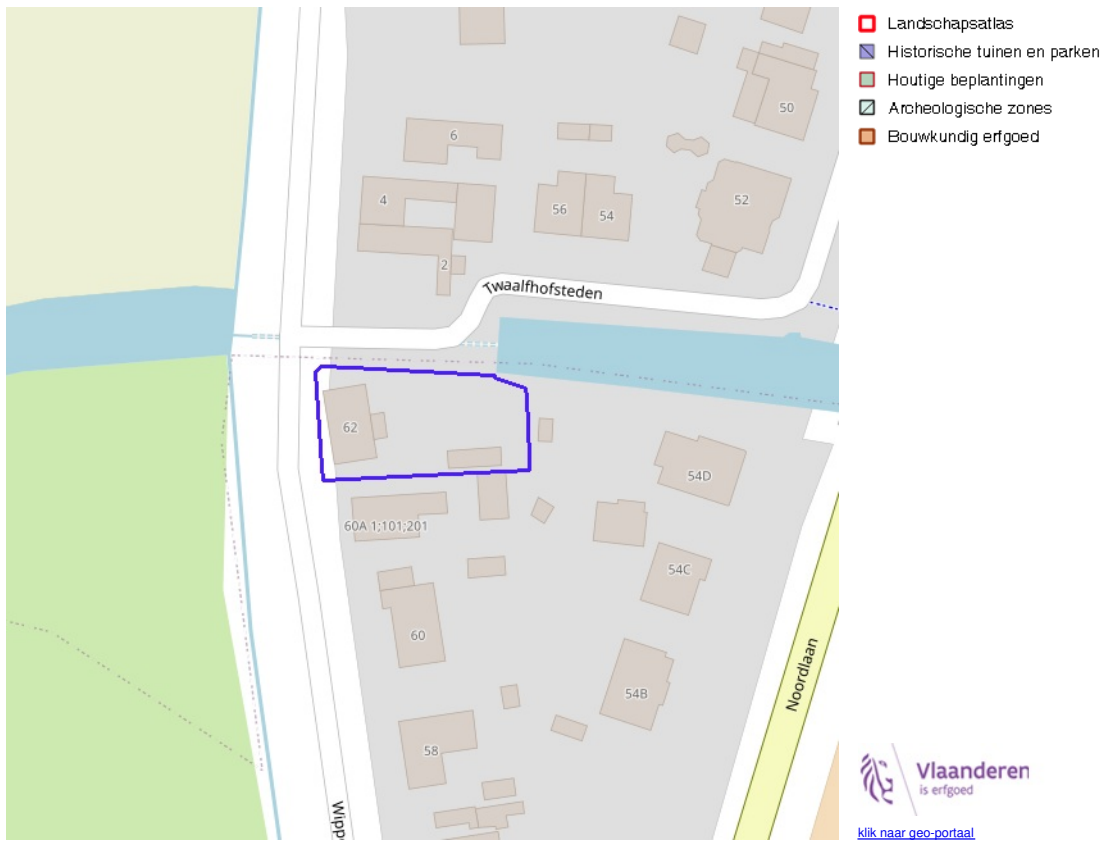 Landschapsatlas
Historische tuinen en parken
Houtige beplantingen
Archeologische zones
Bouwkundig erfgoed
50
6
4
56
54
52
2
Twaalfhofsteden
62
54D
60A 1;101;201
54C
60
54B
Noordlaan
58
Wipp
Vlaanderen
is erfgoed
klik naar geo-portaal